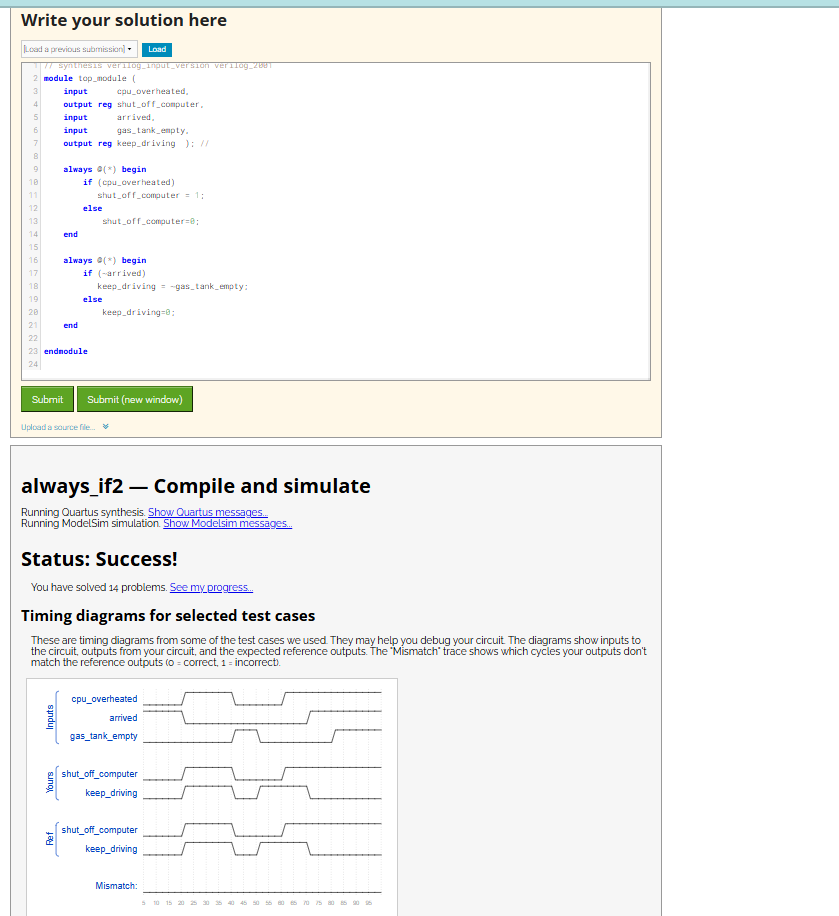 Write your solution here
[Load a previous submission] Load
1 // synthesis verilog_input_version verilog_2001
2 module top_module (
3 input cpu_overheated,
4 output reg shut_off_computer,
5 input arrived,
6 input gas_tank_empty,
7 output reg keep_driving ); //
8
9 always @(*) begin
10 if (cpu_overheated)
11 shut_off_computer = 1;
12 else
13 shut_off_computer=0;
14 end
15
16 always @(*) begin
17 if (~arrived)
18 keep_driving = ~gas_tank_empty;
19 else
20 keep_driving=0;
21 end
22
23 endmodule
24
Submit Submit (new window)
Upload a source file...
always_if2 — Compile and simulate
Running Quartus synthesis. Show Quartus messages...
Running ModelSim simulation. Show Modelsim messages...
Status: Success!
You have solved 14 problems. See my progress...
Timing diagrams for selected test cases
These are timing diagrams from some of the test cases we used. They may help you debug your circuit. The diagrams show inputs to
the circuit, outputs from your circuit, and the expected reference outputs. The "Mismatch" trace shows which cycles your outputs don't
match the reference outputs (0 = correct, 1 = incorrect).
Inputs
cpu_overheated
arrived
gas_tank_empty
Yours
shut_off_computer
keep_driving
Ref
shut_off_computer
keep_driving
Mismatch:
5 10 15 20 25 30 35 40 45 50 55 60 65 70 75 80 85 90 95